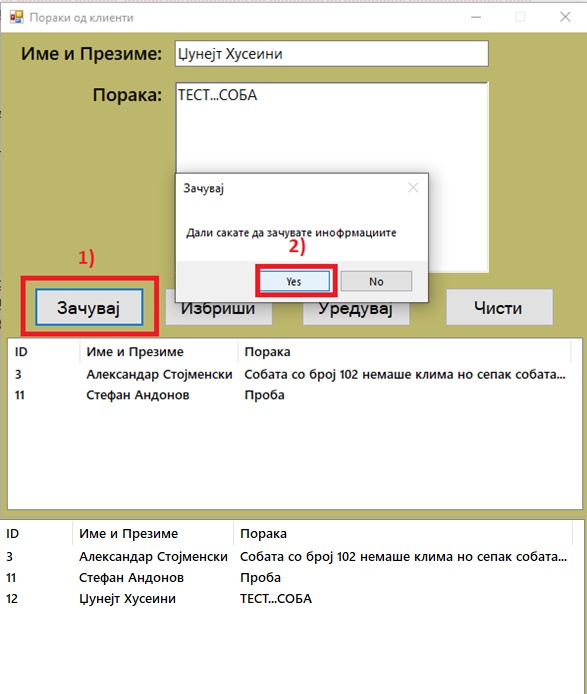 Пораки од клиенти
Име и Презиме: Џунејт Хусеини
Порака: ТЕСТ...СОБА
Зачувај
Дали сакате да зачувате инофрмациите
1)
2)
Yes No
Зачувај Избриши Уредувај Чисти
ID Име и Презиме Порака
3 Александар Стојменски Собата со број 102 немаше клима но сепак собата...
11 Стефан Андонов Проба
ID Име и Презиме Порака
3 Александар Стојменски Собата со број 102 немаше клима но сепак собата...
11 Стефан Андонов Проба
12 Џунејт Хусеини ТЕСТ...СОБА